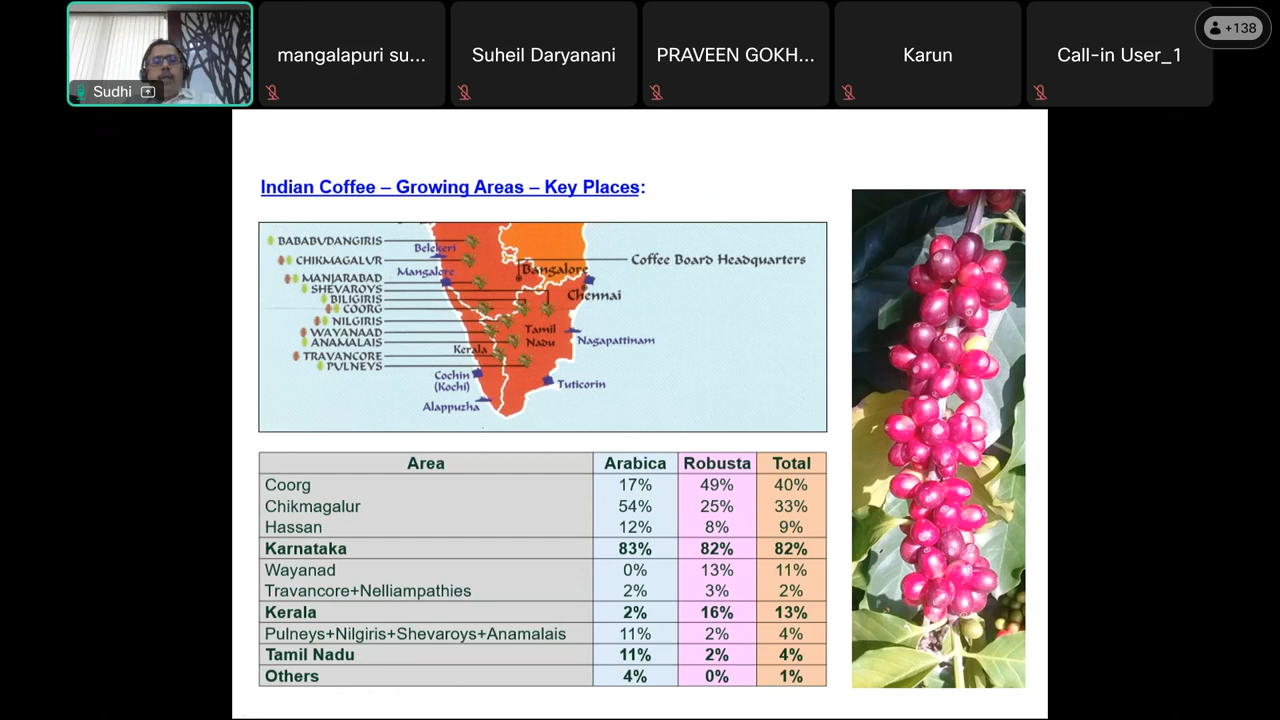 mangalapuri su...
Suheil Daryanani
PRAVEEN GOKH...
Karun
Call-in User_1
+138
Sudhi
Indian Coffee – Growing Areas – Key Places:
BABABUDANGIRIS
CHIKMAGALUR
MANJARABAD
SHEVAROYS
BILIGIRIS
COORG
NILGIRIS
WAYANAAD
ANAMALAIS
TRAVANCORE
PULNEYS
Belekeri
Mangalore
Bangalore
Coffee Board Headquarters
Chennai
Tamil
Nadu
Nagapattinam
Kerala
Cochin
(Kochi)
Tuticorin
Alappuzha
Area Arabica Robusta Total
Coorg 17% 49% 40%
Chikmagalur 54% 25% 33%
Hassan 12% 8% 9%
Karnataka 83% 82% 82%
Wayanad 0% 13% 11%
Travancore+Nelliampathies 2% 3% 2%
Kerala 2% 16% 13%
Pulneys+Nilgiris+Shevaroys+Anamalais 11% 2% 4%
Tamil Nadu 11% 2% 4%
Others 4% 0% 1%